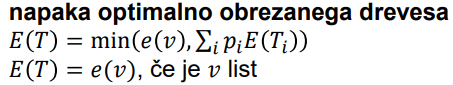 napaka optimalno obrezanega drevesa
E(T) = min(e(v), ∑ᵢ pᵢE(Tᵢ))
E(T) = e(v), če je v list